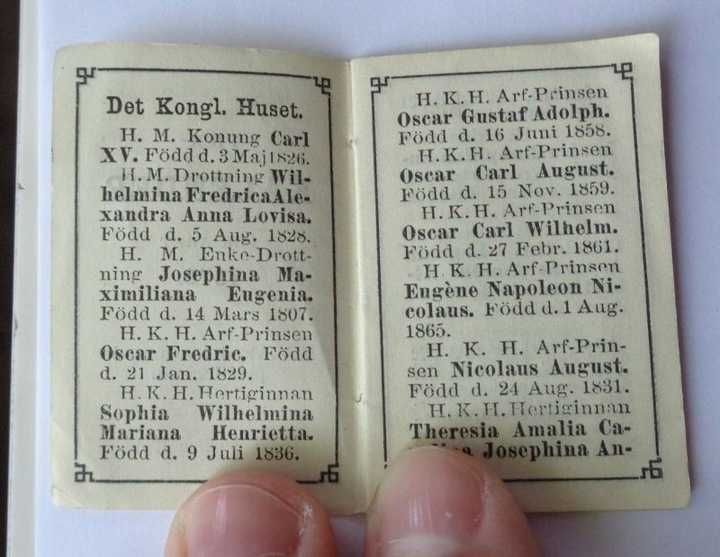 Det Kongl. Huset.
H. M. Konung Carl
XV. Född d. 3 Maj 1826.
H. M. Drottning Wil-
helmina Fredrica Ale-
xandra Anna Lovisa.
Född d. 5 Aug. 1828.
H. M. Enke-Drott-
ning Josephina Ma-
ximiliana Eugenia.
Född d. 14 Mars 1807.
H. K. H. Arf-Prinsen
Oscar Fredric. Född
d. 21 Jan. 1829.
H. K. H. Hertiginnan
Sophia Wilhelmina
Mariana Henrietta.
Född d. 9 Juli 1836.
H. K. H. Arf-Prinsen
Oscar Gustaf Adolph.
Född d. 16 Juni 1858.
H. K. H. Arf-Prinsen
Oscar Carl August.
Född d. 15 Nov. 1859.
H. K. H. Arf-Prinsen
Oscar Carl Wilhelm.
Född d. 27 Febr. 1861.
H. K. H. Arf-Prinsen
Eugène Napoleon Ni-
colaus. Född d. 1 Aug.
1865.
H. K. H. Arf-Prin-
sen Nicolaus August.
Född d. 24 Aug. 1831.
H. K. H. Hertiginnan
Theresia Amalia Ca-
Josephina An-